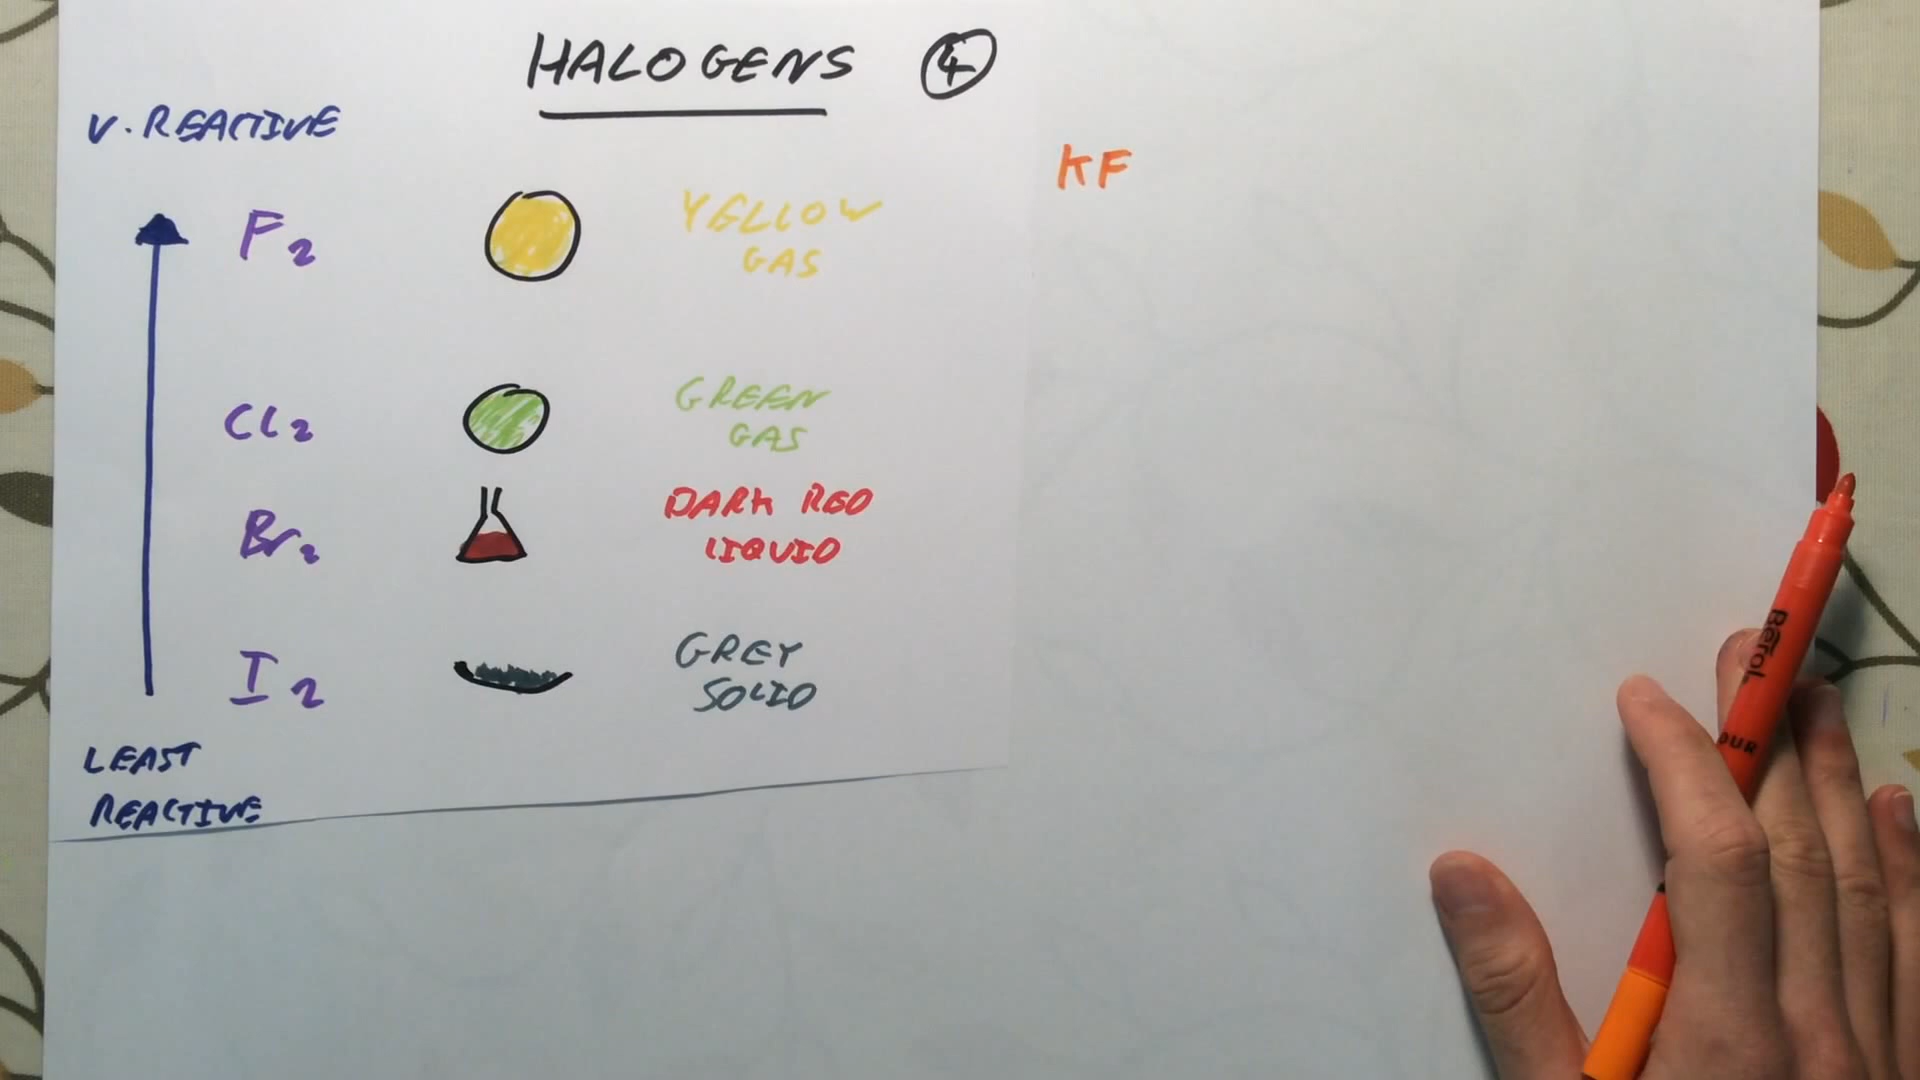 HALOGENS 4
V. REACTIVE
KF
F2
YELLOW
GAS
Cl2
GREEN
GAS
Br2
DARK RED
LIQUID
I2
GREY
SOLID
LEAST
REACTIVE
Berol
OUR